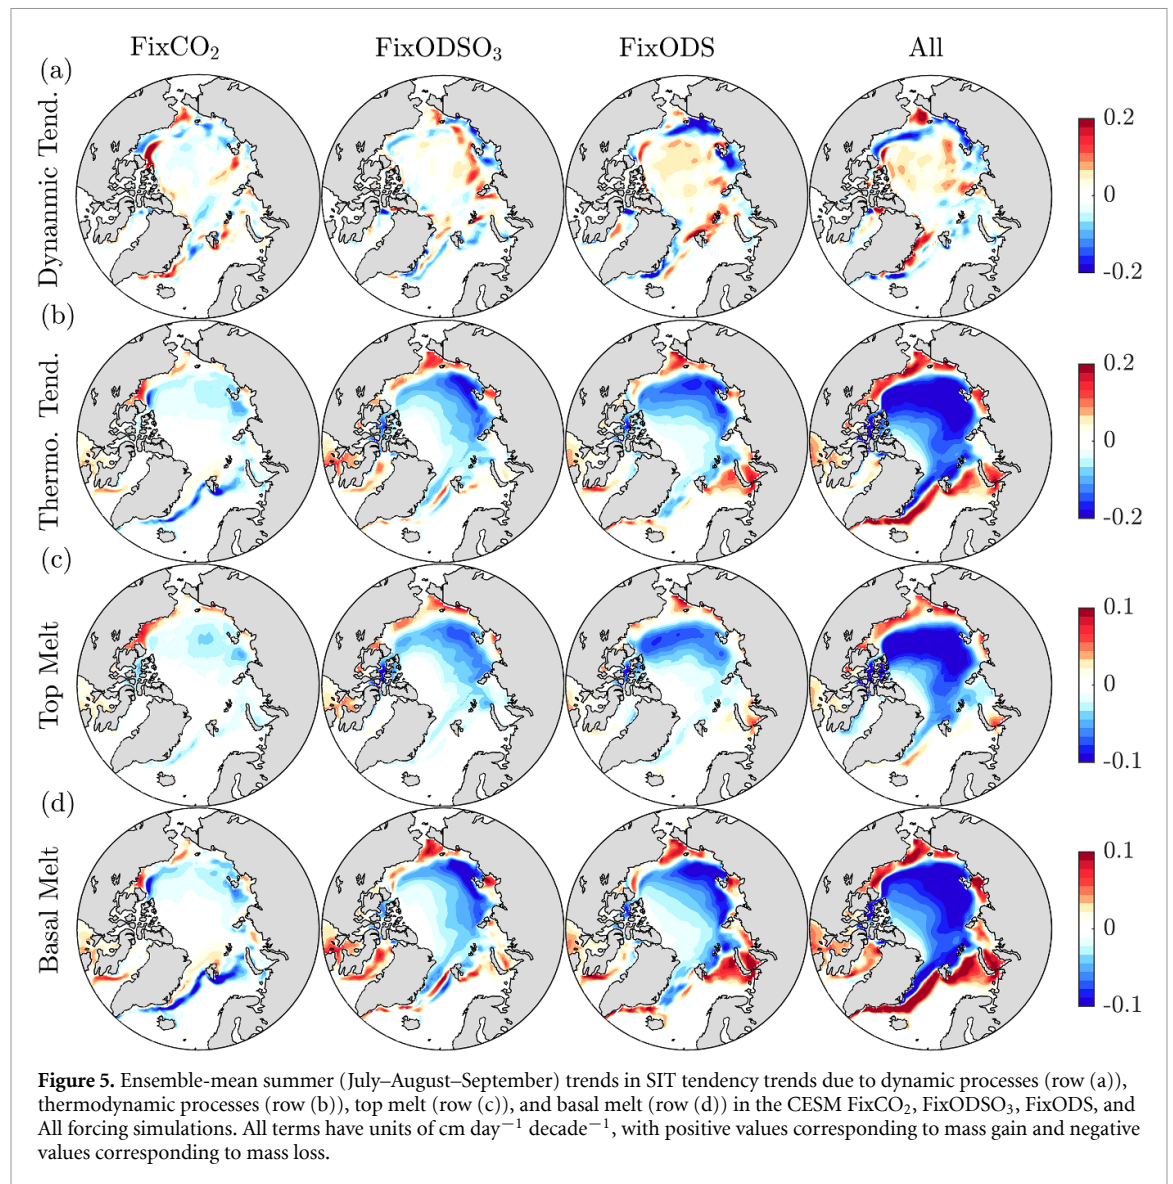 FixCO₂ FixODSO₃ FixODS All
(a)
Dynanmic Tend.
0.2
0
-0.2
(b)
Thermo. Tend.
0.2
0
-0.2
(c)
Top Melt
0.1
0
-0.1
(d)
Basal Melt
0.1
0
-0.1
Figure 5. Ensemble-mean summer (July–August–September) trends in SIT tendency trends due to dynamic processes (row (a)),
thermodynamic processes (row (b)), top melt (row (c)), and basal melt (row (d)) in the CESM FixCO₂, FixODSO₃, FixODS, and
All forcing simulations. All terms have units of cm day⁻¹ decade⁻¹, with positive values corresponding to mass gain and negative
values corresponding to mass loss.